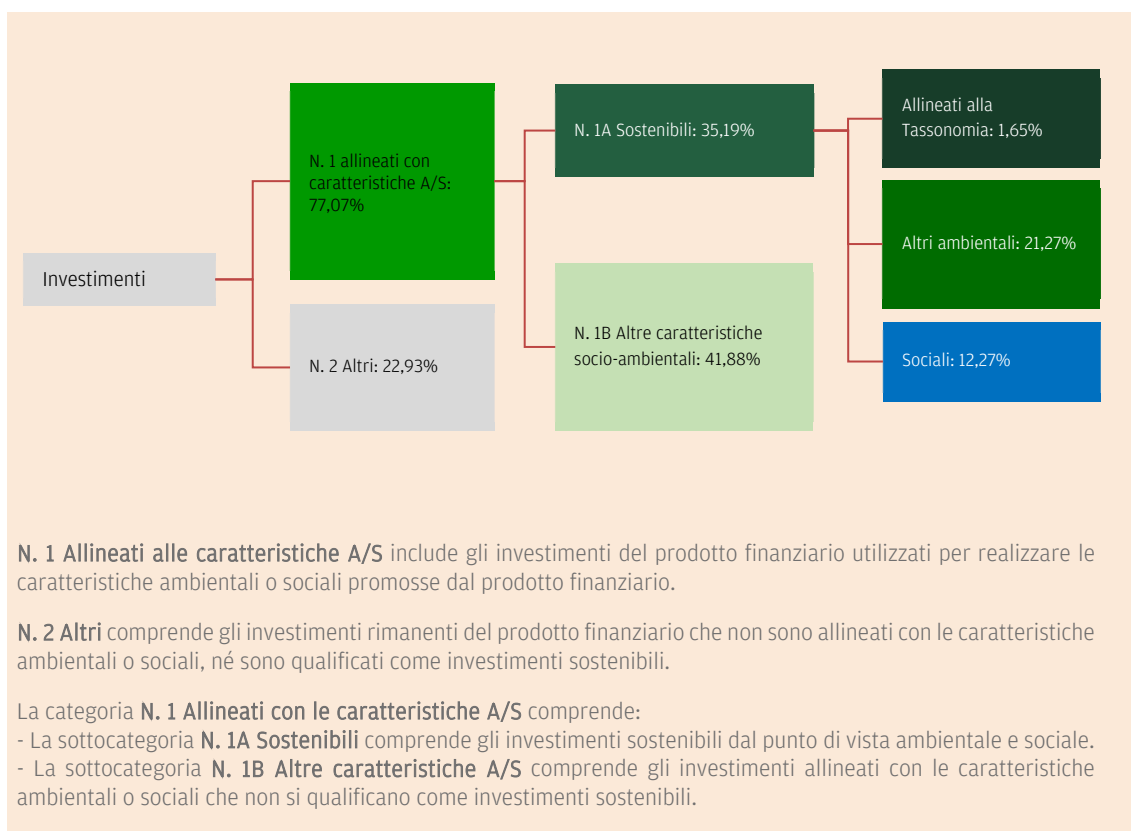 Investimenti
N. 1 allineati con
caratteristiche A/S:
77,07%
N. 2 Altri: 22,93%
N. 1A Sostenibili: 35,19%
N. 1B Altre caratteristiche
socio-ambientali: 41,88%
Allineati alla
Tassonomia: 1,65%
Altri ambientali: 21,27%
Sociali: 12,27%
N. 1 Allineati alle caratteristiche A/S include gli investimenti del prodotto finanziario utilizzati per realizzare le
caratteristiche ambientali o sociali promosse dal prodotto finanziario.
N. 2 Altri comprende gli investimenti rimanenti del prodotto finanziario che non sono allineati con le caratteristiche
ambientali o sociali, né sono qualificati come investimenti sostenibili.
La categoria N. 1 Allineati con le caratteristiche A/S comprende:
- La sottocategoria N. 1A Sostenibili comprende gli investimenti sostenibili dal punto di vista ambientale e sociale.
- La sottocategoria N. 1B Altre caratteristiche A/S comprende gli investimenti allineati con le caratteristiche
ambientali o sociali che non si qualificano come investimenti sostenibili.